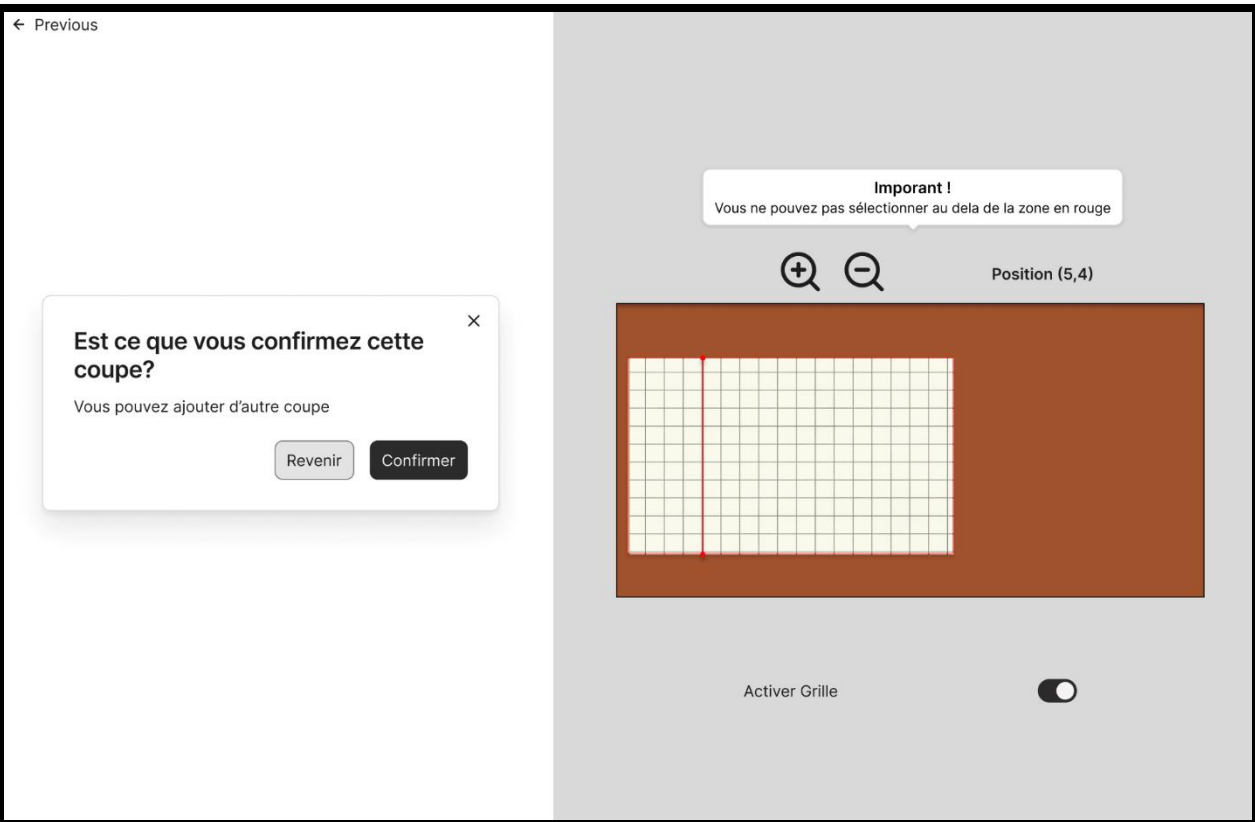 ← Previous
Est ce que vous confirmez cette
coupe?
Vous pouvez ajouter d’autre coupe
Revenir
Confirmer
Imporant !
Vous ne pouvez pas sélectionner au dela de la zone en rouge
Position (5,4)
Activer Grille